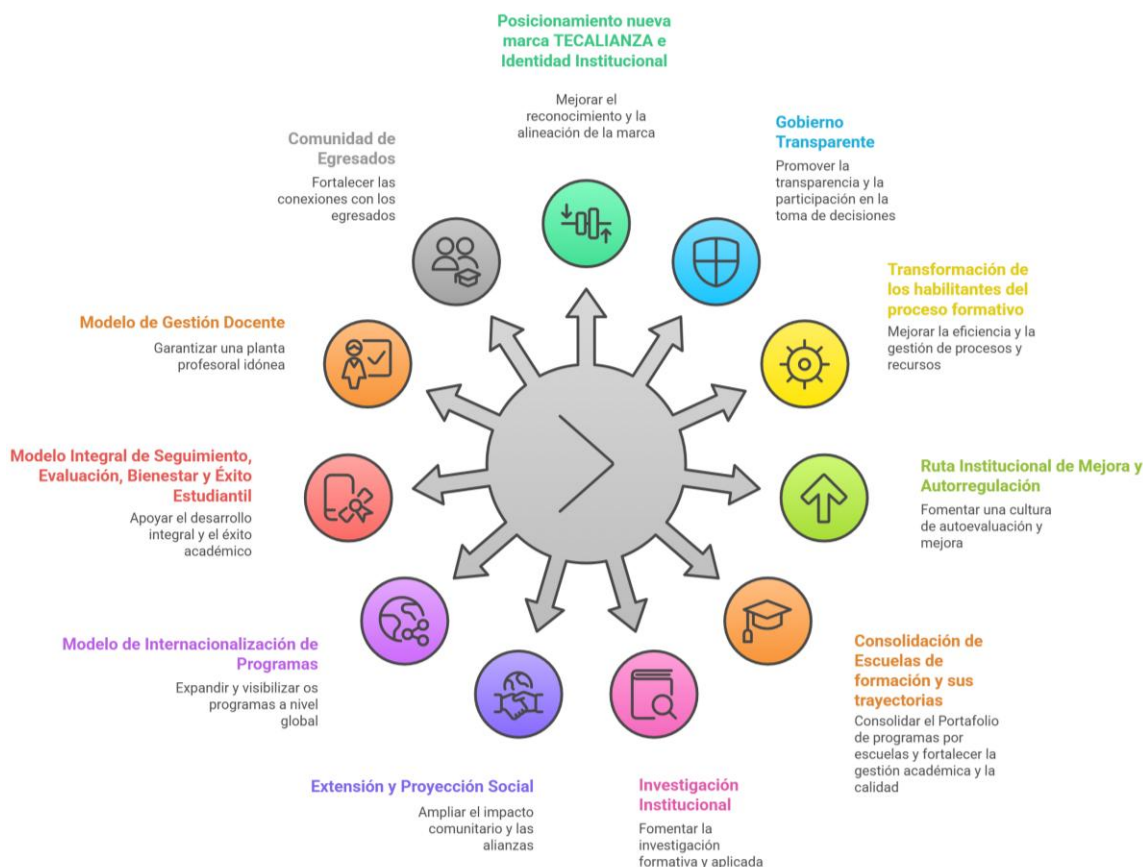 Posicionamiento nueva
marca TECALIANZA e
Identidad Institucional
Mejorar el
reconocimiento y la
alineación de la marca
Gobierno
Transparente
Promover la
transparencia y la
participación en la
toma de decisiones
Transformación de
los habilitantes del
proceso formativo
Mejorar la eficiencia y la
gestión de procesos y
recursos
Ruta Institucional de Mejora y
Autorregulación
Fomentar una cultura
de autoevaluación y
mejora
Consolidación de
Escuelas de
formación y sus
trayectorias
Consolidar el Portafolio
de programas por
escuelas y fortalecer la
gestión académica y la
calidad
Investigación
Institucional
Fomentar la
investigación
formativa y aplicada
Extensión y Proyección Social
Ampliar el impacto
comunitario y las
alianzas
Modelo de Internacionalización de
Programas
Expandir y visibilizar os
programas a nivel
global
Modelo Integral de Seguimiento,
Evaluación, Bienestar y Éxito
Estudiantil
Apoyar el desarrollo
integral y el éxito
académico
Modelo de Gestión Docente
Garantizar una planta
profesoral idónea
Comunidad de
Egresados
Fortalecer las
conexiones con los
egresados